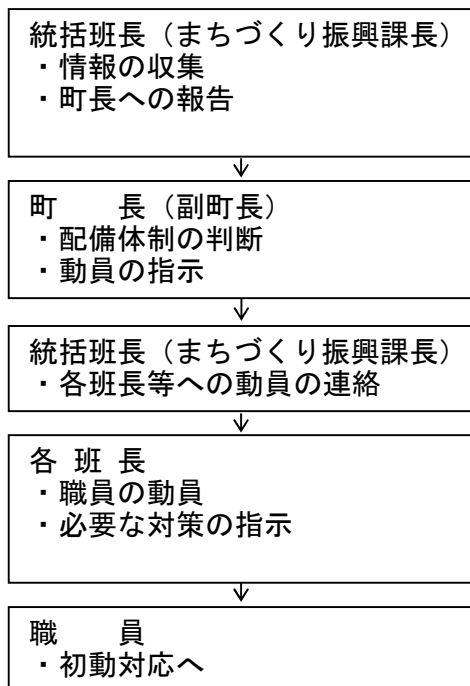 統括班長（まちづくり振興課長）
・情報の収集
・町長への報告
町　　長（副町長）
・配備体制の判断
・動員の指示
統括班長（まちづくり振興課長）
・各班長等への動員の連絡
各 班 長
・職員の動員
・必要な対策の指示
職　　員
・初動対応へ